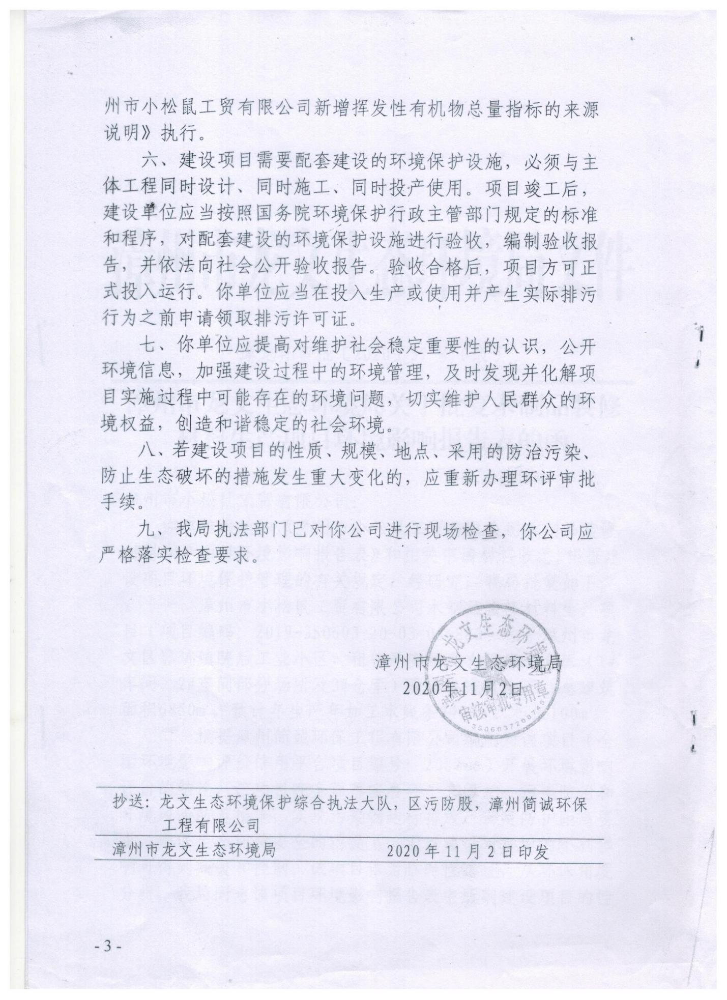 州市小松鼠工贸有限公司新增挥发性有机物总量指标的来源
说明》执行。
六、建设项目需要配套建设的环境保护设施，必须与主
体工程同时设计、同时施工、同时投产使用。项目竣工后，
建设单位应当按照国务院环境保护行政主管部门规定的标准
和程序，对配套建设的环境保护设施进行验收，编制验收报
告，并依法向社会公开验收报告。验收合格后，项目方可正
式投入运行。你单位应当在投入生产或使用并产生实际排污
行为之前申请领取排污许可证。
七、你单位应提高对维护社会稳定重要性的认识，公开
环境信息，加强建设过程中的环境管理，及时发现并化解项
目实施过程中可能存在的环境问题，切实维护人民群众的环
境权益，创造和谐稳定的社会环境。
八、若建设项目的性质、规模、地点、采用的防治污染、
防止生态破坏的措施发生重大变化的，应重新办理环评审批
手续。
九、我局执法部门已对你公司进行现场检查，你公司应
严格落实检查要求。
漳州市龙文生态环境局
2020年11月2日
漳州市龙文生态环境局
审核审批专用章
3506037208745
抄送：龙文生态环境保护综合执法大队，区污防股，漳州简诚环保
工程有限公司
漳州市龙文生态环境局 2020年11月2日印发
- 3 -